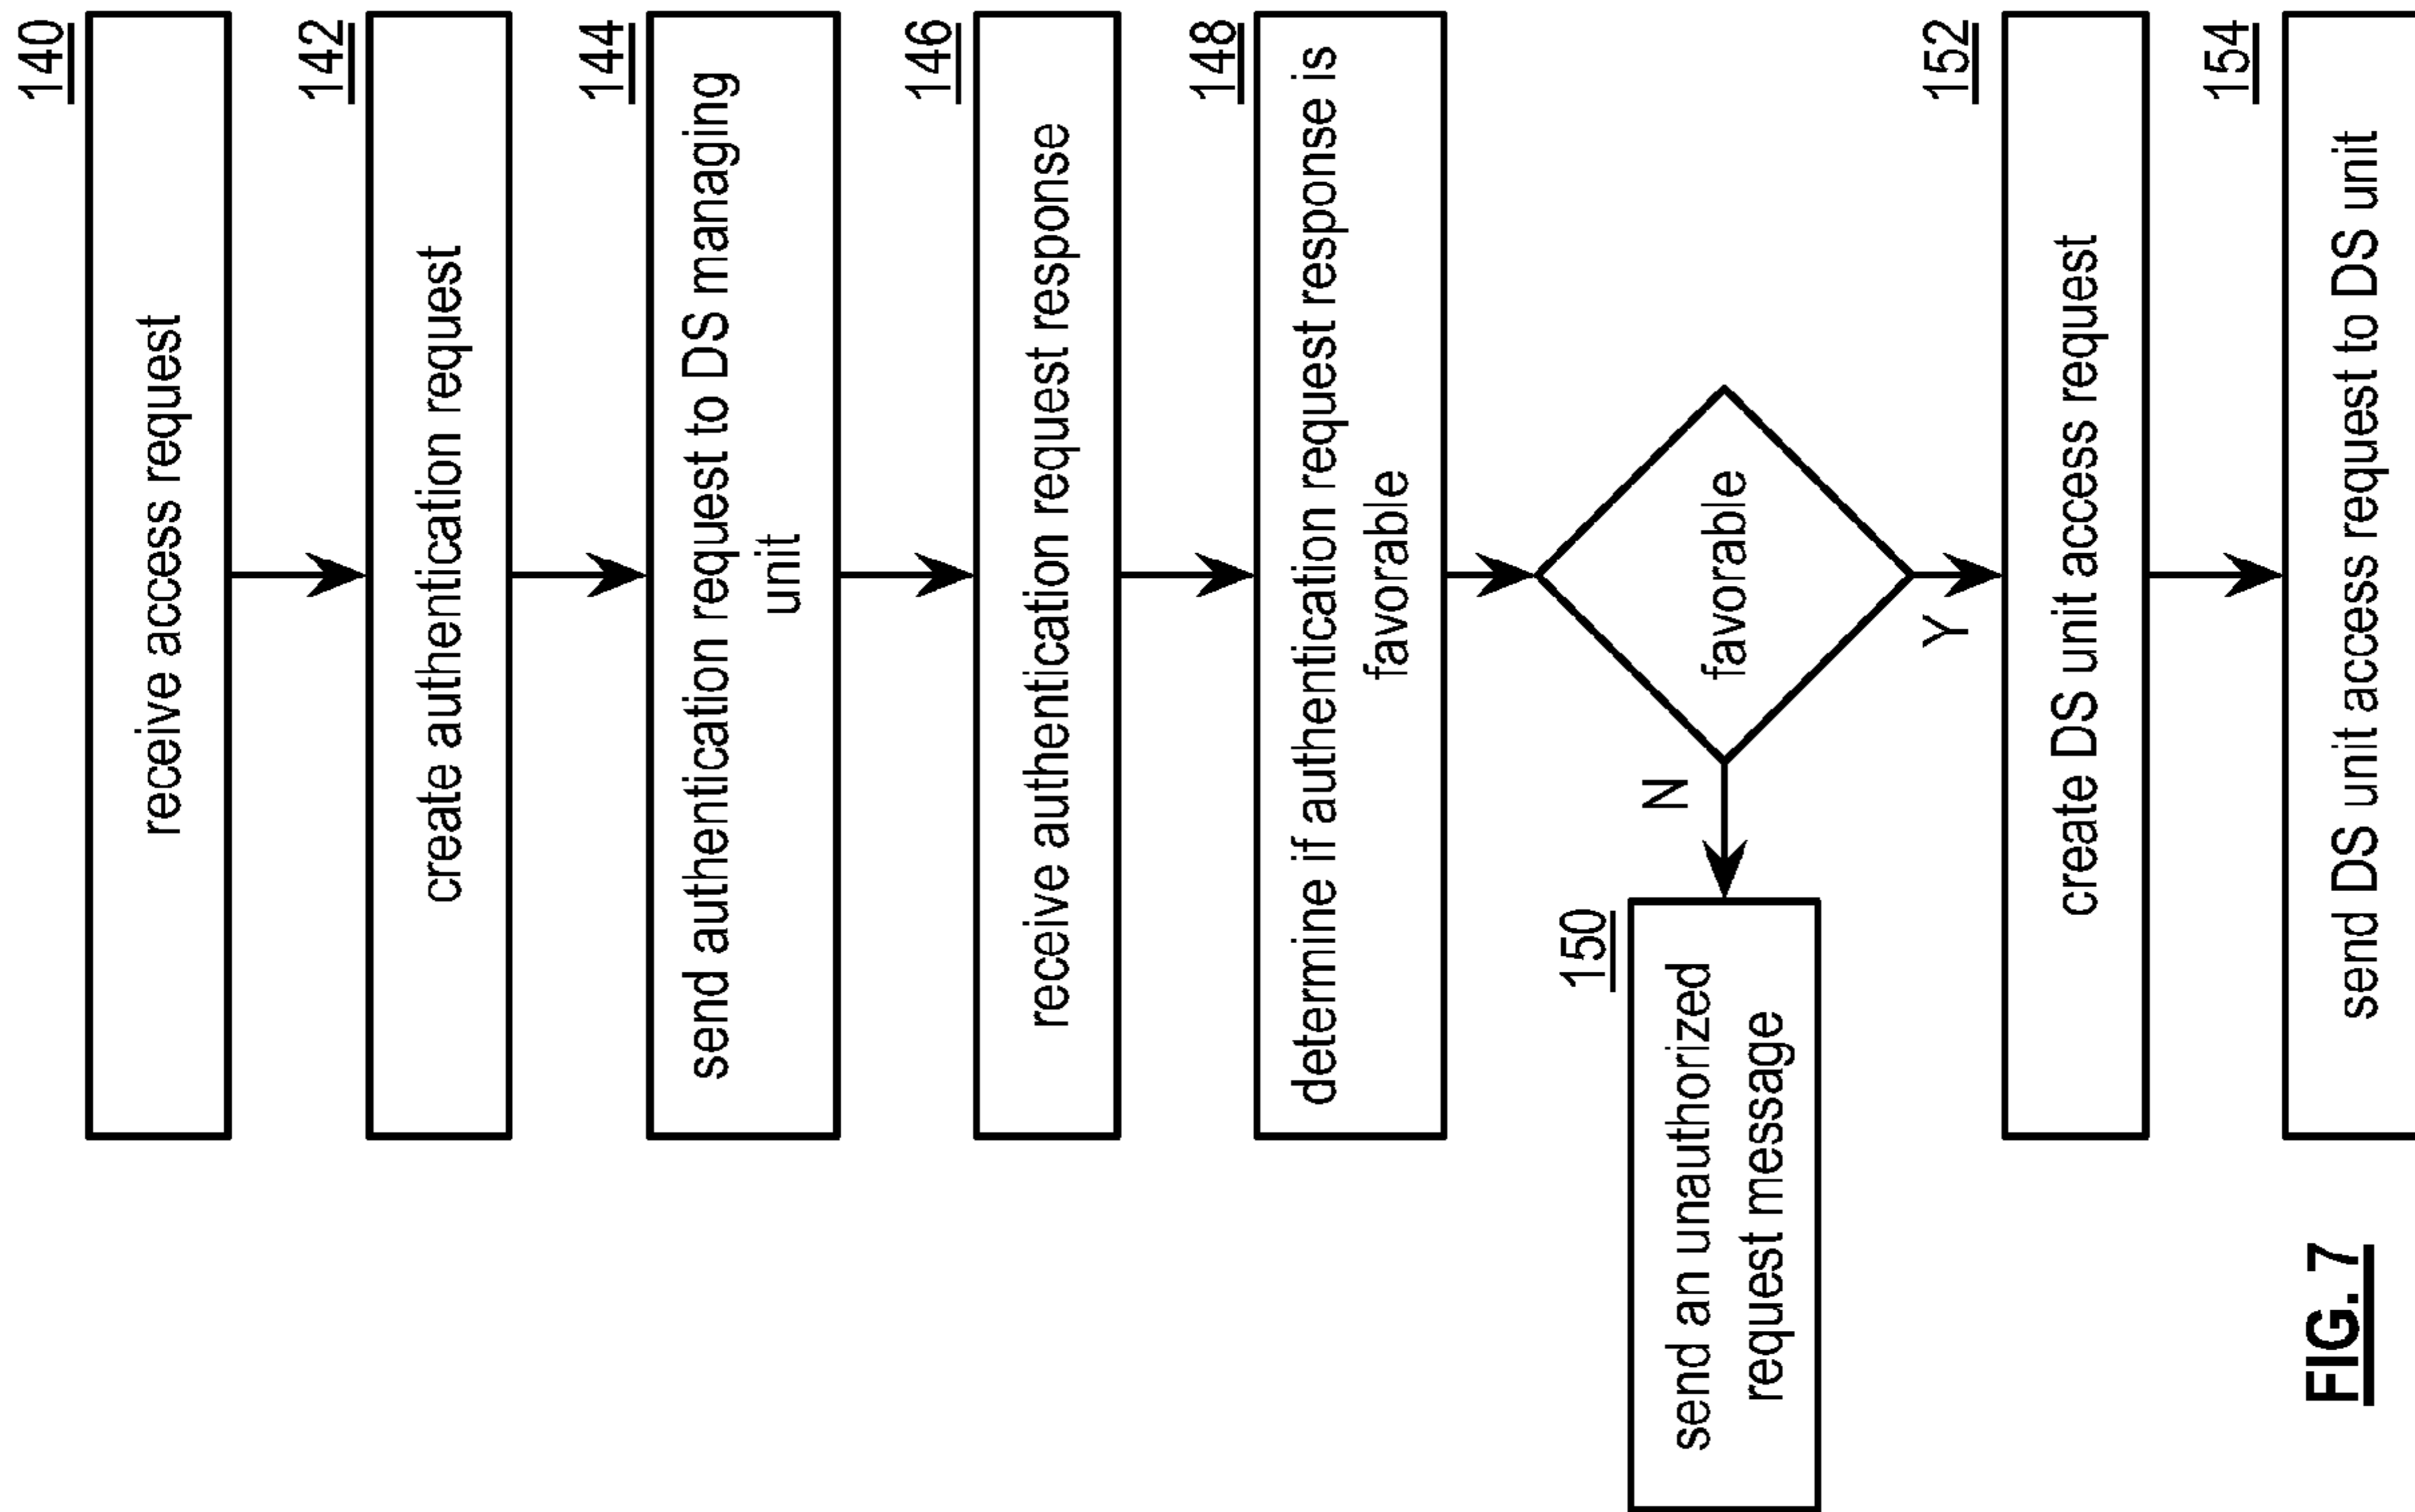 140
receive access request
142
create authentication request
144
send authentication request to DS managing
unit
146
receive authentication request response
148
determine if authentication request response is
favorable
favorable
N
Y
150
send an unauthorized
request message
152
create DS unit access request
154
send DS unit access request to DS unit
FIG. 7